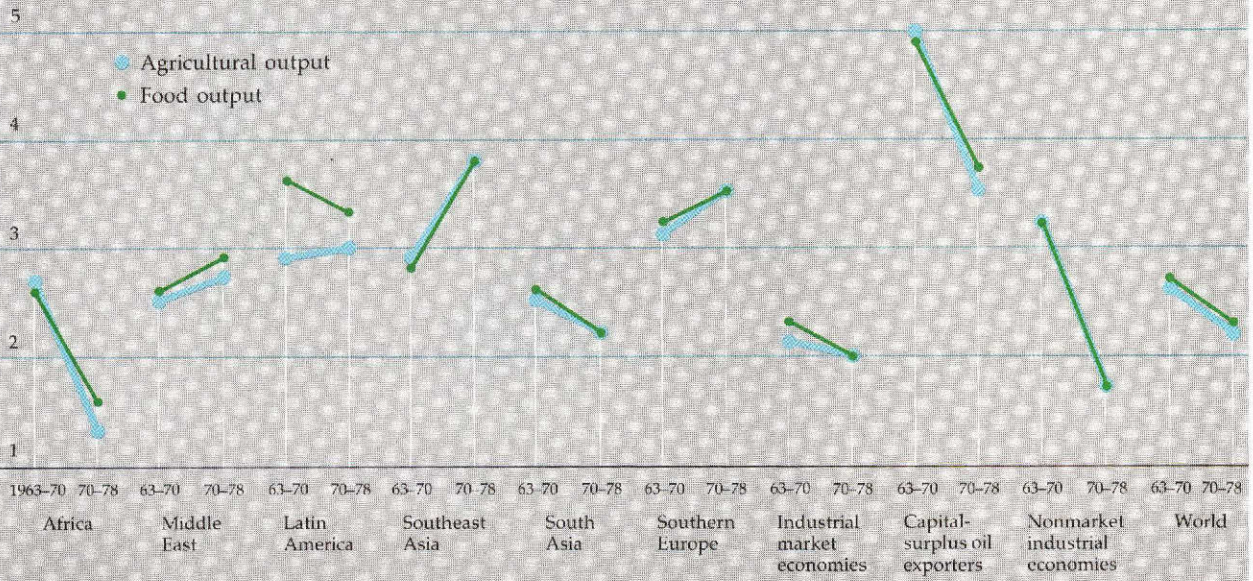 5
Agricultural output
Food output
4
3
2
1
1963–70 70–78 63–70 70–78 63–70 70–78 63–70 70–78 63–70 70–78 63–70 70–78 63–70 70–78 63–70 70–78 63–70 70–78 63–70 70–78
Africa
Middle
East
Latin
America
Southeast
Asia
South
Asia
Southern
Europe
Industrial
market
economies
Capital-
surplus oil
exporters
Nonmarket
industrial
economies
World